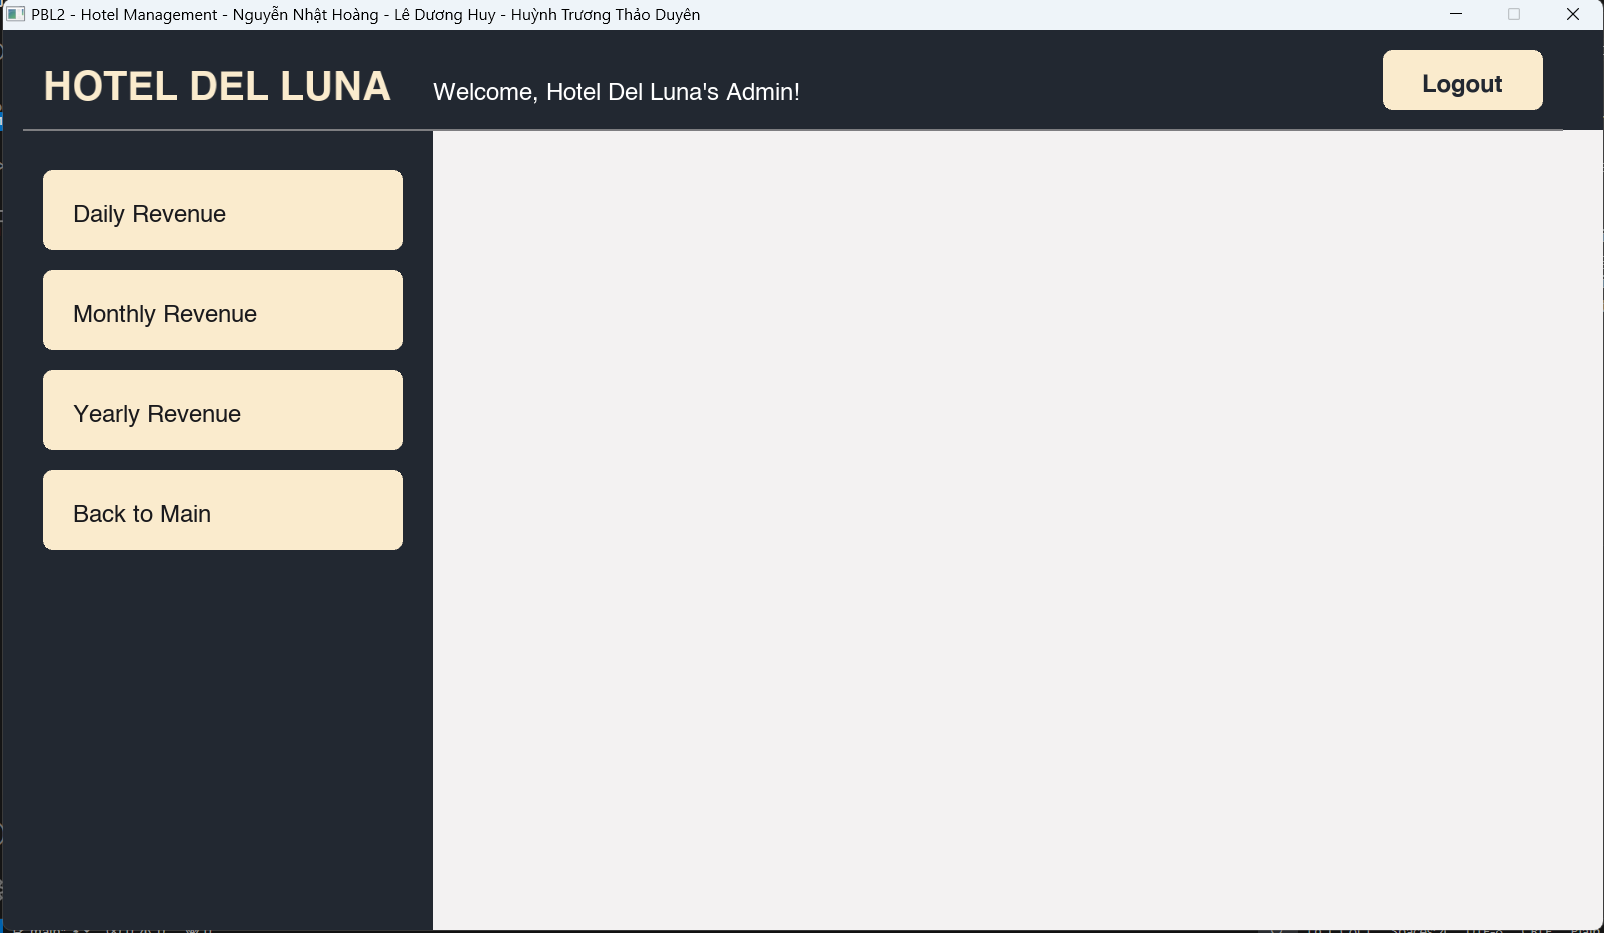 PBL2 - Hotel Management - Nguyễn Nhật Hoàng - Lê Dương Huy - Huỳnh Trương Thảo Duyên
HOTEL DEL LUNA
Welcome, Hotel Del Luna's Admin!
Logout
Daily Revenue
Monthly Revenue
Yearly Revenue
Back to Main